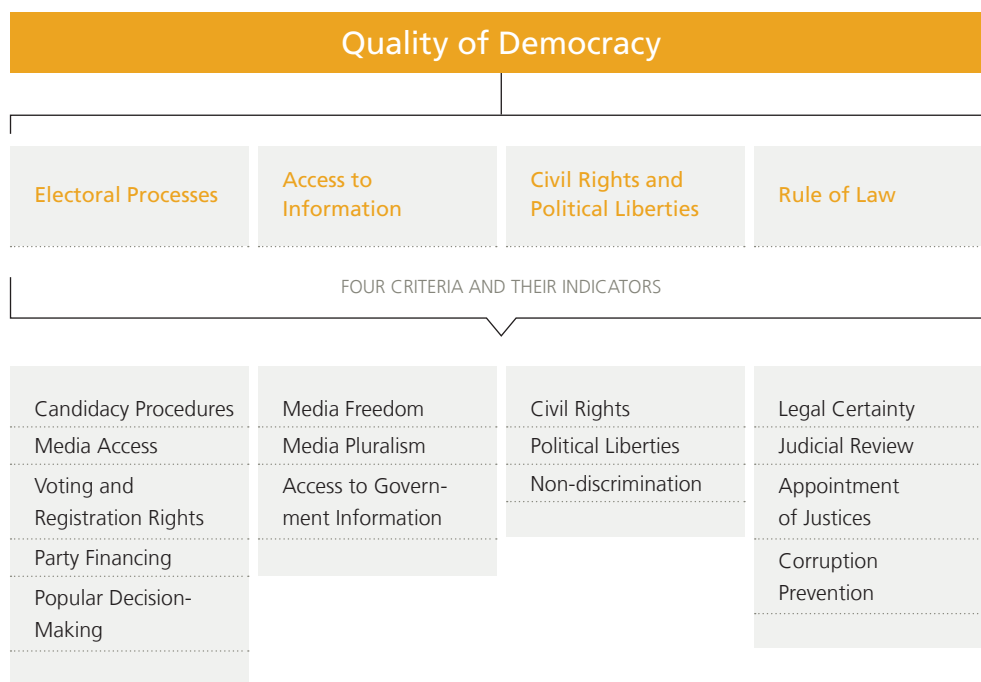 Quality of Democracy
Electoral Processes
Access to
Information
Civil Rights and
Political Liberties
Rule of Law
FOUR CRITERIA AND THEIR INDICATORS
Candidacy Procedures
Media Access
Voting and
Registration Rights
Party Financing
Popular Decision-
Making
Media Freedom
Media Pluralism
Access to Govern-
ment Information
Civil Rights
Political Liberties
Non-discrimination
Legal Certainty
Judicial Review
Appointment
of Justices
Corruption
Prevention